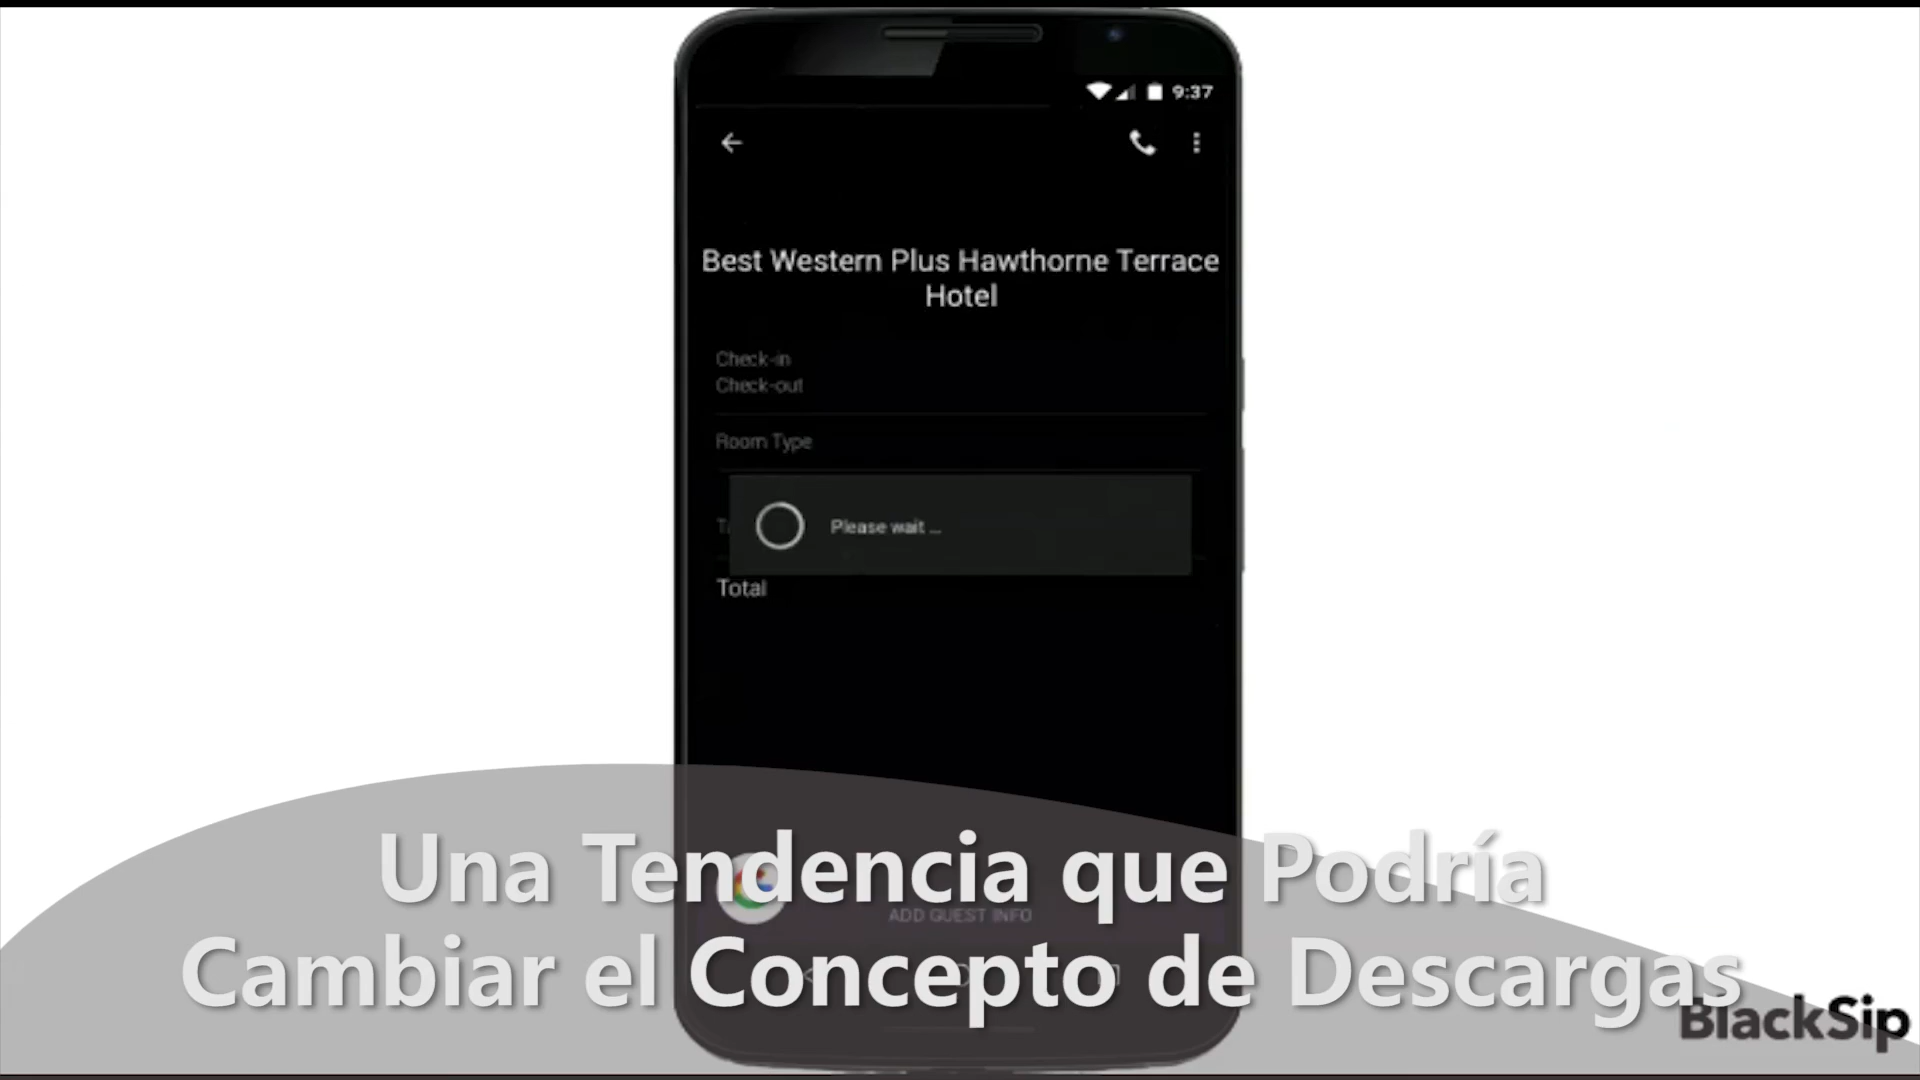 9:37
Best Western Plus Hawthorne Terrace
Hotel
Check-in
Check-out
Room Type
Please wait ...
Total
Una Tendencia que Podría
ADD GUEST INFO
Cambiar el Concepto de Descargas
BlackSip